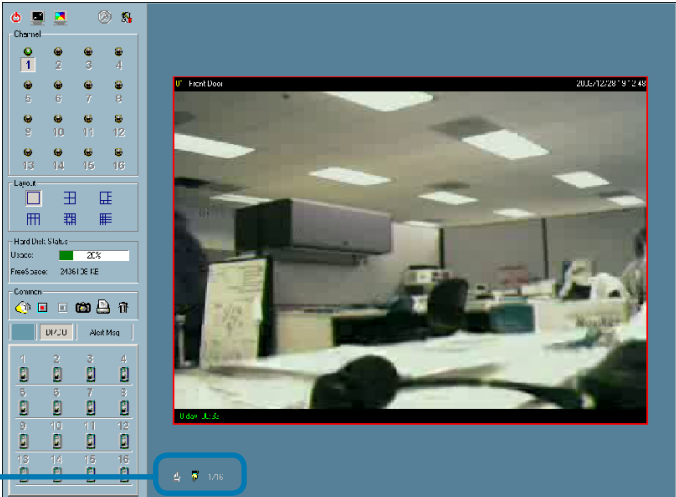 Channel
1 2 3 4
5 6 7 8
9 10 11 12
13 14 15 16
Layout
Hard Disk Status
Usage: 20%
FreeSpace: KB
Common
DI/DO Alert Msg
1 2 3 4
5 6 7 8
9 10 11 12
13 14 15 16
Front Door
1/16